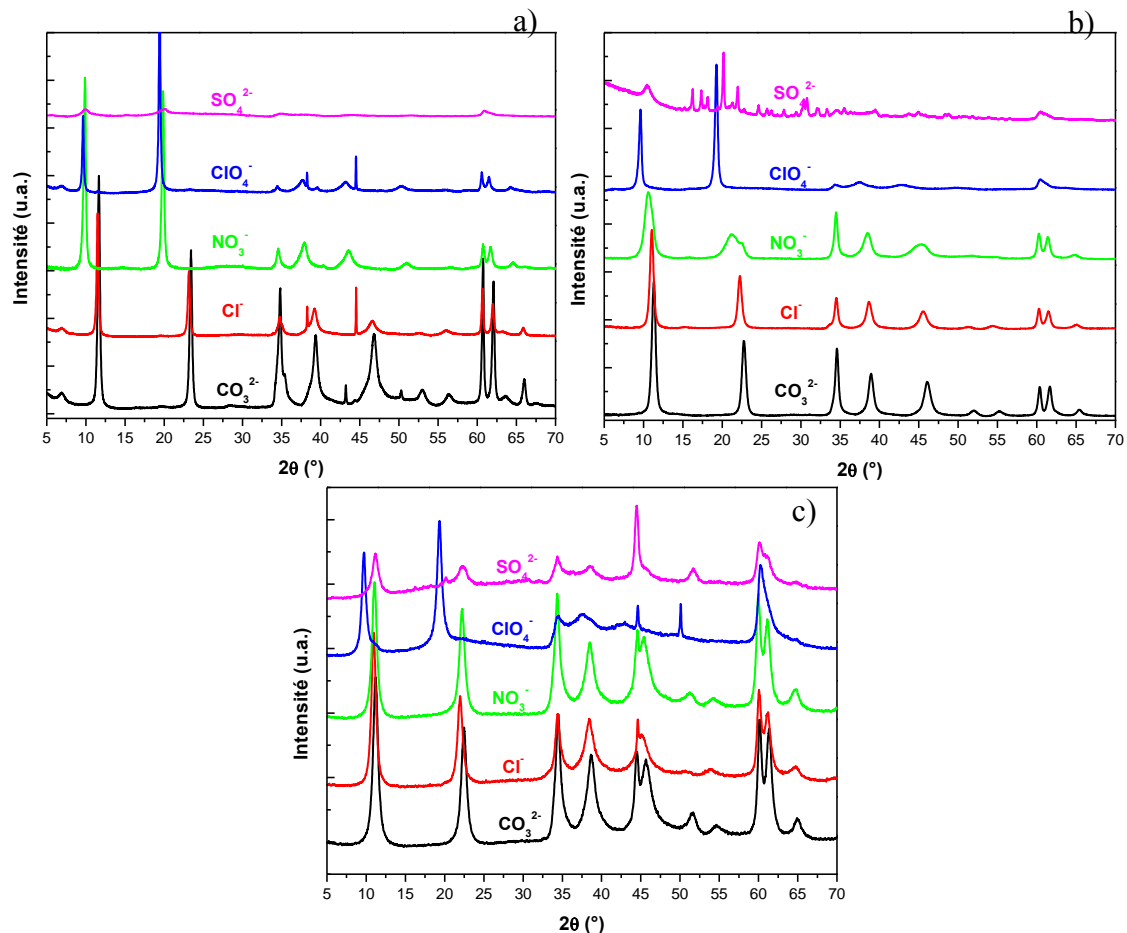 a)
SO₄²⁻
ClO₄⁻
NO₃⁻
Cl⁻
CO₃²⁻
Intensité (u.a.)
5 10 15 20 25 30 35 40 45 50 55 60 65 70
2θ (°)
b)
SO₄²⁻
ClO₄⁻
NO₃⁻
Cl⁻
CO₃²⁻
Intensité (u.a.)
5 10 15 20 25 30 35 40 45 50 55 60 65 70
2θ (°)
c)
SO₄²⁻
ClO₄⁻
NO₃⁻
Cl⁻
CO₃²⁻
Intensité (u.a.)
5 10 15 20 25 30 35 40 45 50 55 60 65 70
2θ (°)